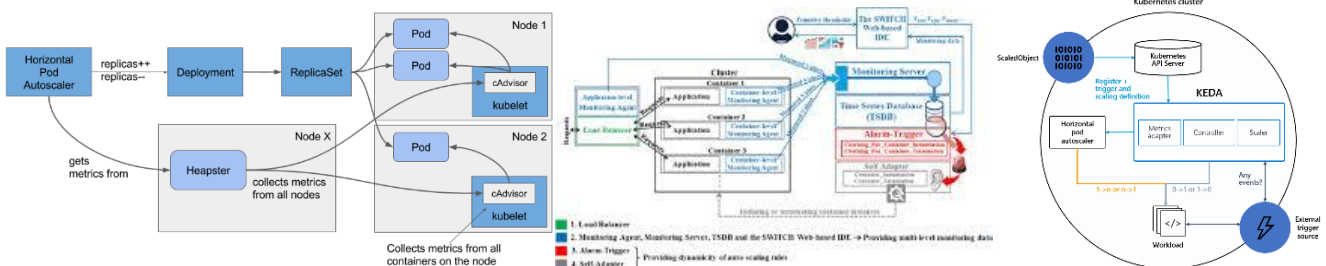 Horizontal
Pod
Autoscaler
replicas++
replicas--
Deployment
ReplicaSet
Node 1
Pod
Pod
cAdvisor
kubelet
Node X
gets
metrics from
Heapster
collects metrics
from all nodes
Node 2
Pod
cAdvisor
kubelet
Collects metrics from all
containers on the node
The SWITCH
Web-based
IDE
Monitoring data
Cluster
Container 1
Application
Container-level
Monitoring Agent
Container 2
Application
Container-level
Monitoring Agent
Container 3
Application
Container-level
Monitoring Agent
Application-level
Monitoring Agent
Load-Balancer
Requests
Monitoring Server
Time Series Database
(TSDB)
Alarm-Trigger
Self-Adapter
Initiating or terminating container instances
1. Load-Balancer
2. Monitoring Agent, Monitoring Server, TSDB and the SWITCH Web-based IDE → Providing multi-level monitoring data
3. Alarm-Trigger
4. Self-Adapter
Providing dynamicity of auto-scaling rules
Kubernetes cluster
ScaledObject
Kubernetes
API Server
Register +
trigger and
scaling definition
KEDA
Horizontal
pod
autoscaler
Metrics
adapter
Controller
Scaler
1->n or n->1
0->1 or 1->0
Any
events?
Workload
External
trigger
source